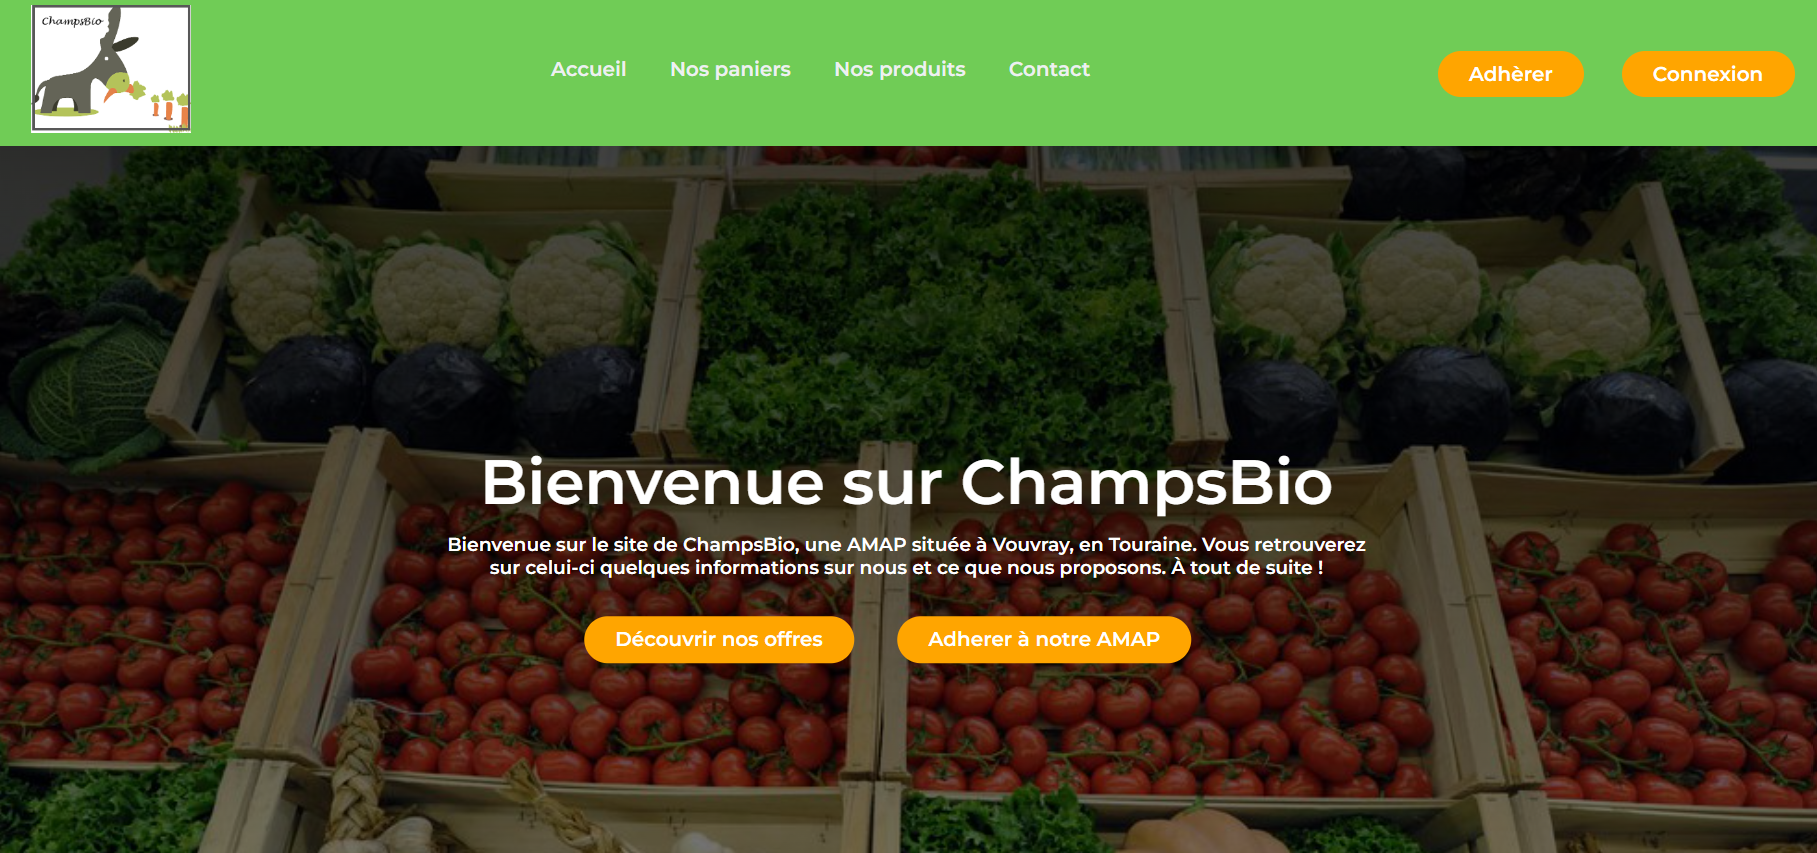 ChampsBio
Accueil
Nos paniers
Nos produits
Contact
Adhèrer
Connexion
Bienvenue sur ChampsBio
Bienvenue sur le site de ChampsBio, une AMAP située à Vouvray, en Touraine. Vous retrouverez
sur celui-ci quelques informations sur nous et ce que nous proposons. À tout de suite !
Découvrir nos offres
Adherer à notre AMAP